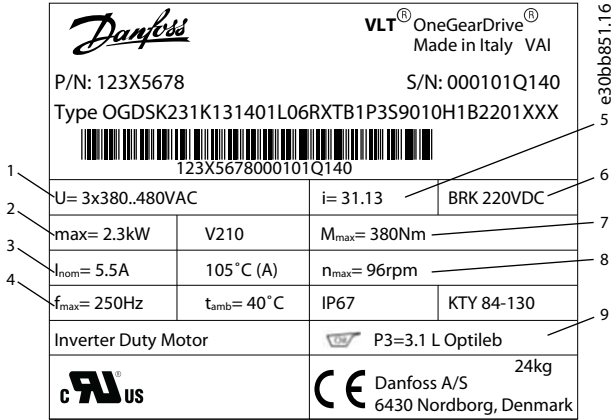 Danfoss
VLT® OneGearDrive®
Made in Italy VAI
P/N: 123X5678 S/N: 000101Q140
Type OGDSK231K131401L06RXTB1P3S9010H1B2201XXX
123X5678000101Q140
U= 3x380..480VAC i= 31.13 BRK 220VDC
max= 2.3kW V210 Mmax= 380Nm
Inom= 5.5A 105˚C (A) nmax= 96rpm
fmax= 250Hz tamb= 40˚C IP67 KTY 84-130
Inverter Duty Motor Oil P3=3.1 L Optileb
c RU® US CE 24kg
Danfoss A/S
6430 Nordborg, Denmark
1
2
3
4
5
6
7
8
9
e30bb851.16